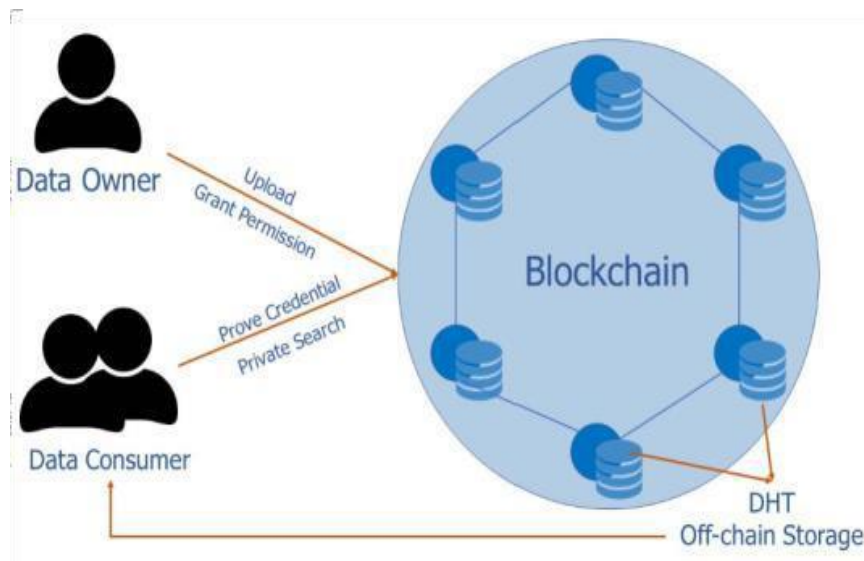 Data Owner
Upload
Grant Permission
Blockchain
Prove Credential
Private Search
Data Consumer
DHT
Off-chain Storage